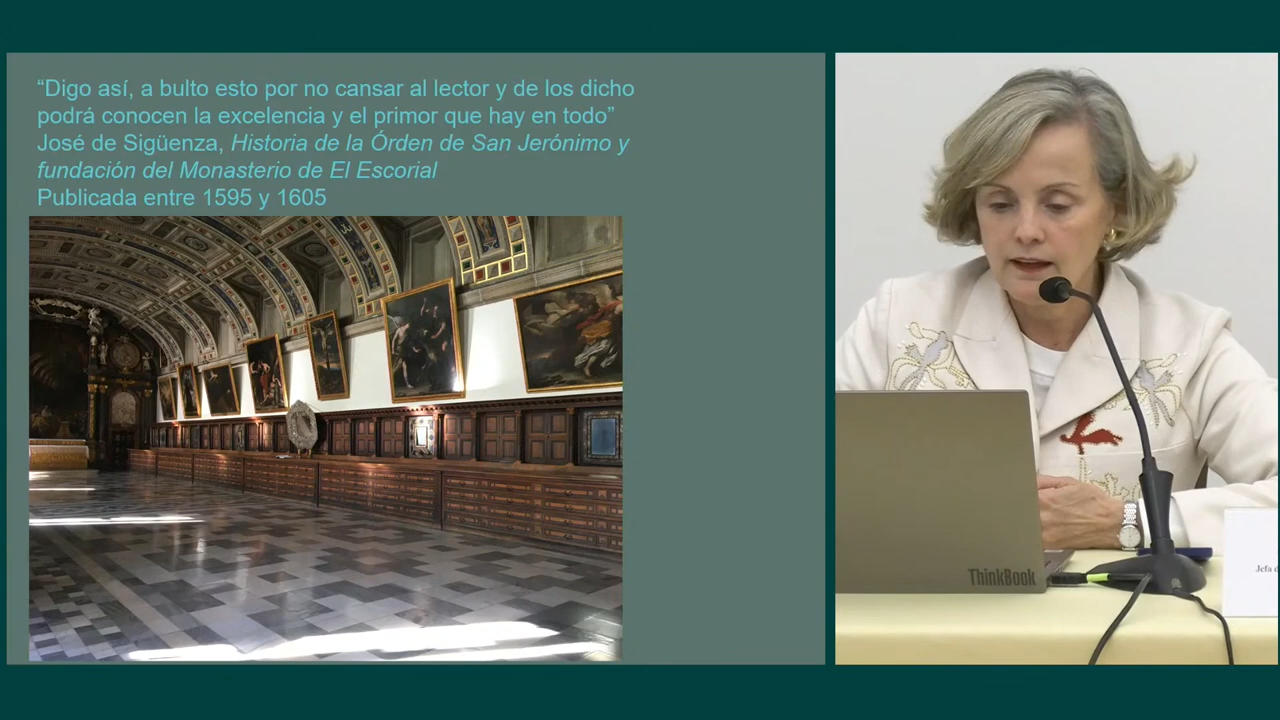 “Digo así, a bulto esto por no cansar al lector y de los dicho
podrá conocen la excelencia y el primor que hay en todo”
José de Sigüenza, Historia de la Órden de San Jerónimo y
fundación del Monasterio de El Escorial
Publicada entre 1595 y 1605
ThinkBook
Jefa d